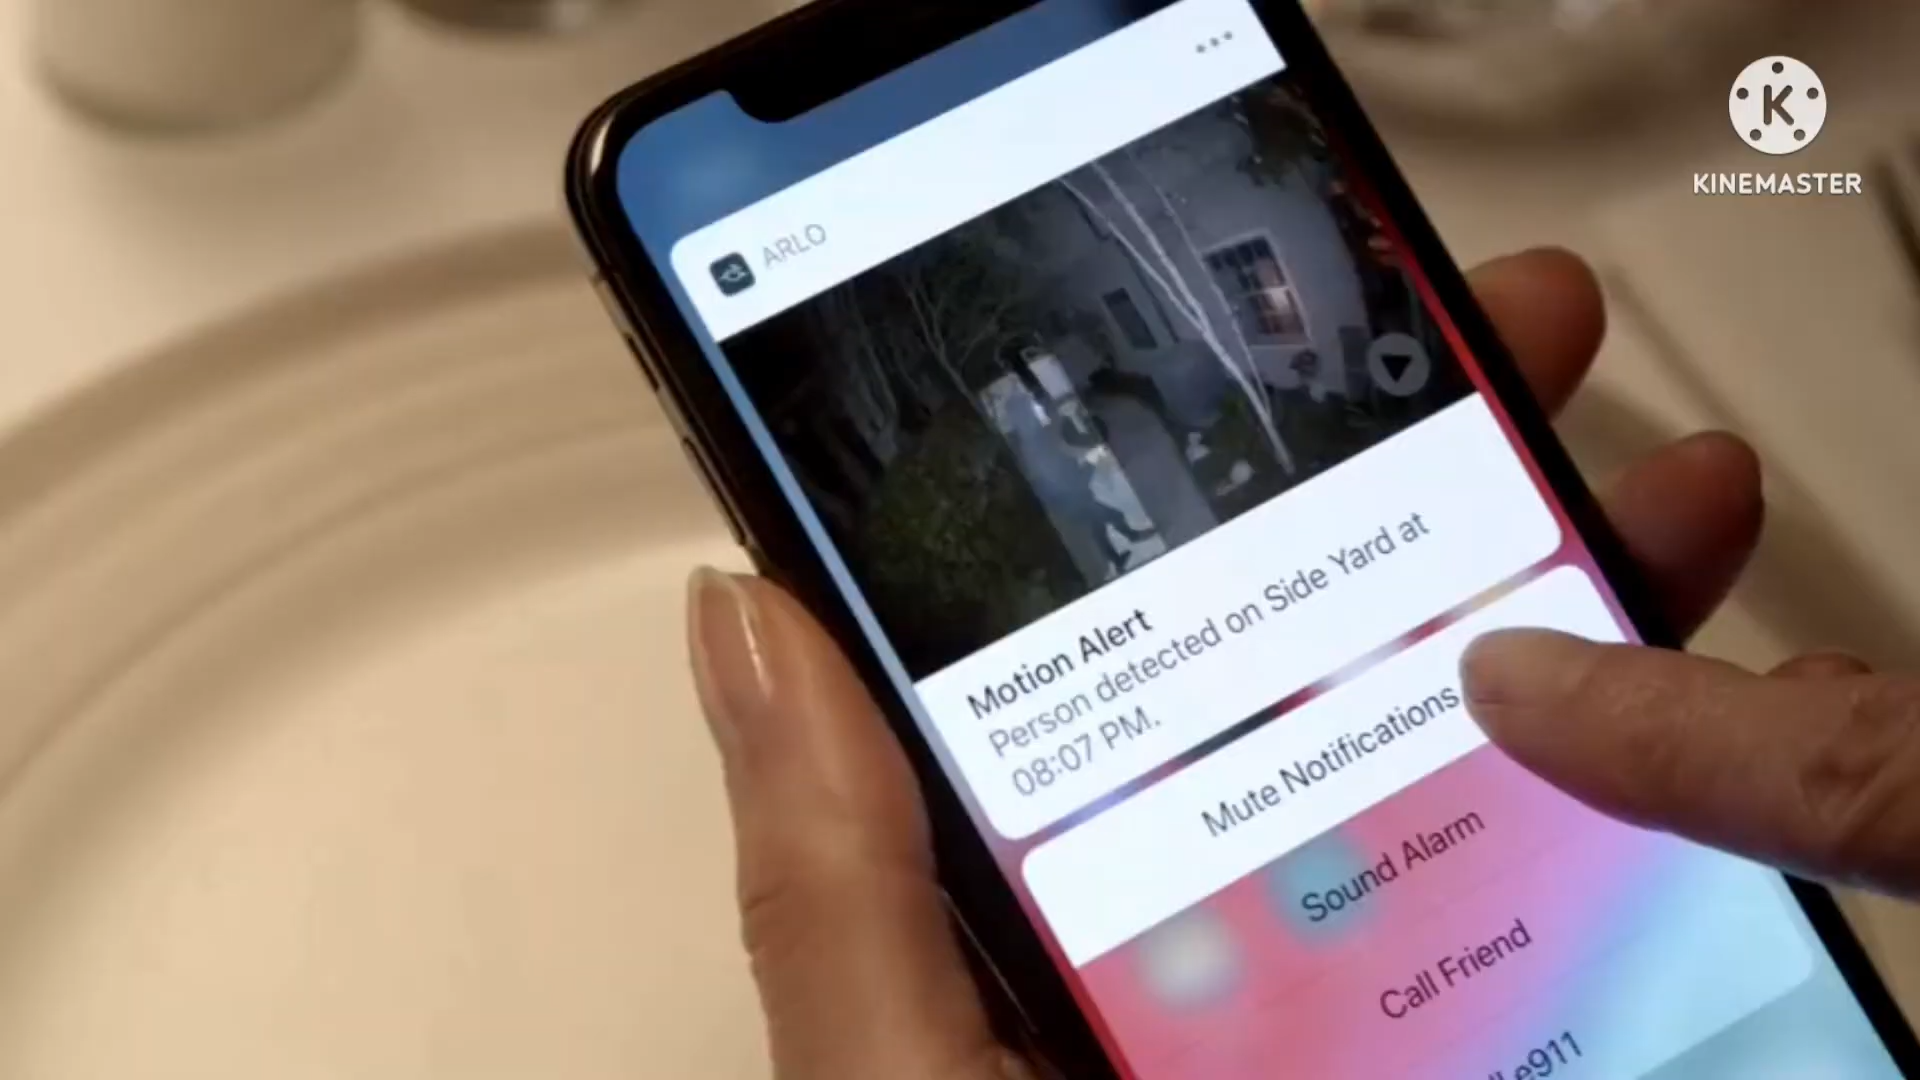 K
KINEMASTER
ARLO
Motion Alert
Person detected on Side Yard at
08:07 PM.
Mute Notifications
Sound Alarm
Call Friend
e911